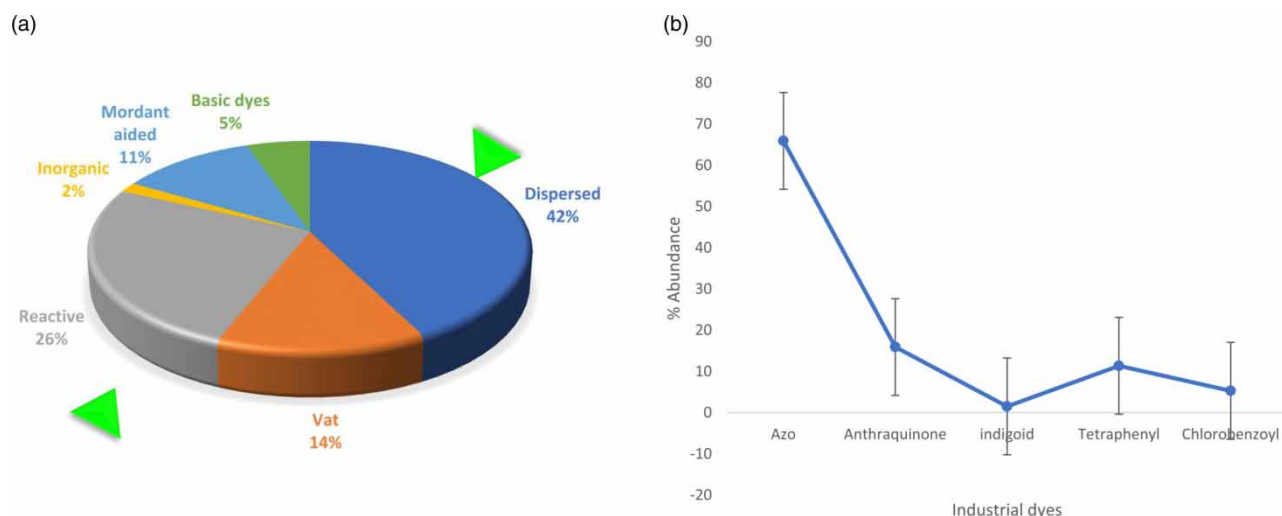 (a)
Basic dyes
5%
Mordant
aided
11%
Inorganic
2%
Dispersed
42%
Reactive
26%
Vat
14%
(b)
90
80
70
60
50
40
30
20
10
0
-10
-20
% Abundance
Azo
Anthraquinone
indigoid
Tetraphenyl
Chlorobenzoyl
Industrial dyes